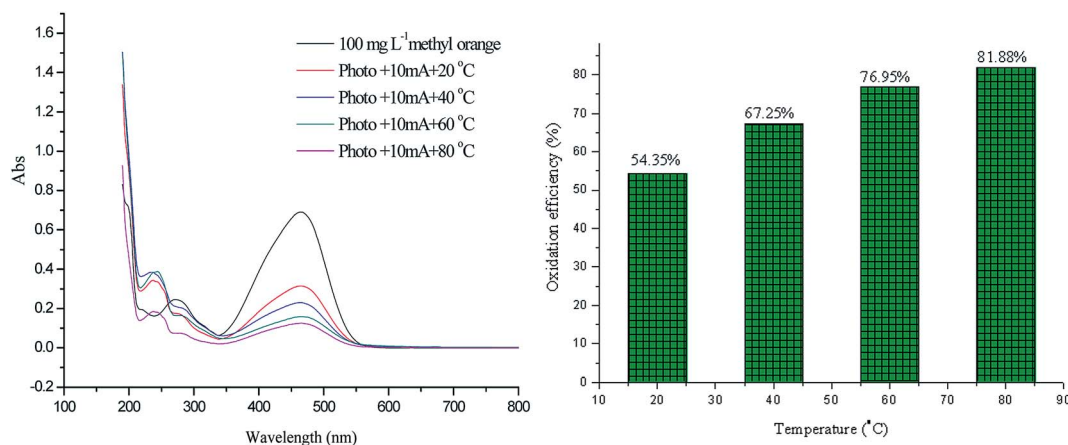 1.6
1.4
1.2
1.0
0.8
0.6
0.4
0.2
0.0
-0.2
Abs
100 mg L⁻¹ methyl orange
Photo +10mA+20 °C
Photo +10mA+40 °C
Photo +10mA+60 °C
Photo +10mA+80 °C
100 200 300 400 500 600 700 800
Wavelength (nm)
80
70
60
50
40
30
20
10
0
Oxidation efficiency (%)
54.35%
67.25%
76.95%
81.88%
10 20 30 40 50 60 70 80 90
Temperature (°C)